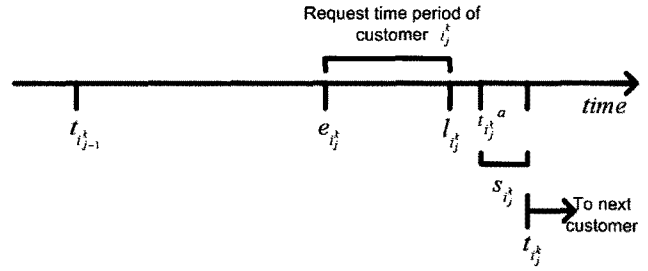 Request time period of
customer $i_j^k$
$t_{i_{j-1}^k}$
$e_{i_j^k}$
$l_{i_j^k}$
$t_{i_j^k}{}^a$
time
$s_{i_j^k}$
To next
customer
$t_{i_j^k}$